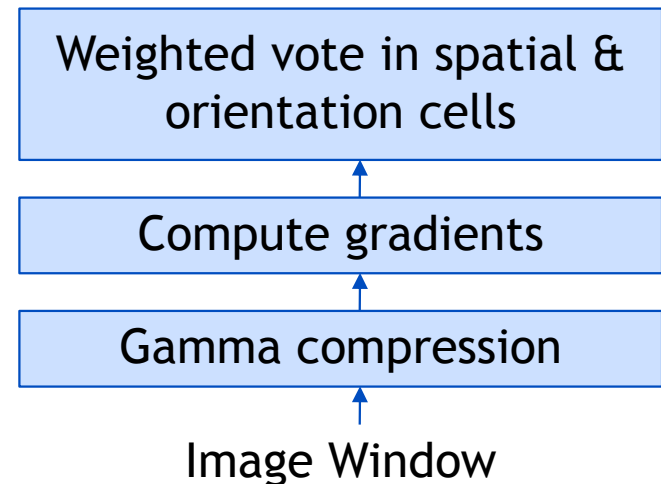 Weighted vote in spatial &
orientation cells
Compute gradients
Gamma compression
Image Window